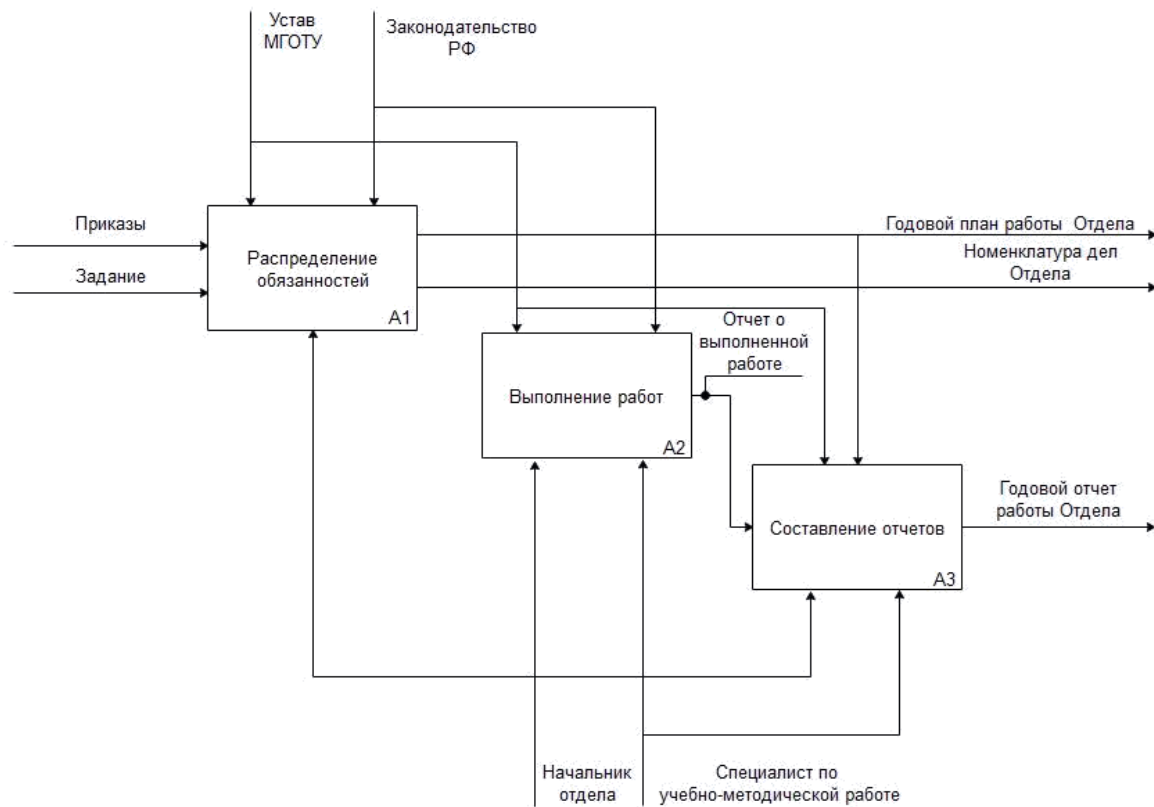 Устав
МГОТУ
Законодательство
РФ
Приказы
Задание
Распределение
обязанностей
А1
Годовой план работы Отдела
Номенклатура дел
Отдела
Отчет о
выполненной
работе
Выполнение работ
А2
Составление отчетов
А3
Годовой отчет
работы Отдела
Начальник
отдела
Специалист по
учебно-методической работе